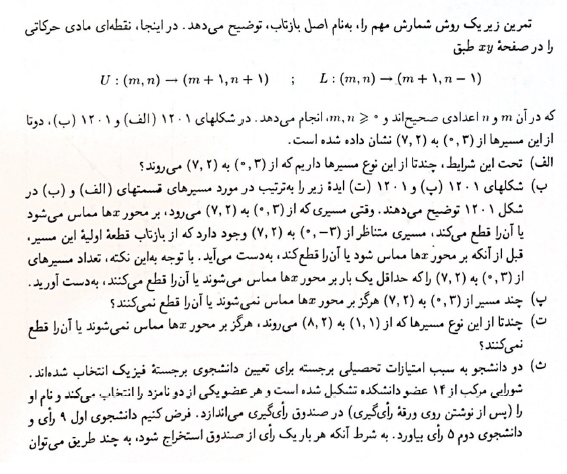 تمرین زیر یک روش شمارش مهم را، به‌نام اصل بازتاب، توضیح می‌دهد. در اینجا، نقطه‌ای مادی حرکاتی
را در صفحهٔ xy طبق
U : (m, n) → (m + ۱, n + ۱) ; L : (m, n) → (m + ۱, n − ۱)
که در آن m و n اعدادی صحیح‌اند و m, n ⩾ ۰، انجام می‌دهد. در شکلهای ۱۲۰۱ (الف) و ۱۲۰۱ (ب)، دوتا
از این مسیرها از (۰, ۳) به (۷, ۲) نشان داده شده است.
الف) تحت این شرایط، چندتا از این نوع مسیرها داریم که از (۰, ۳) به (۷, ۲) می‌روند؟
ب) شکلهای ۱۲۰۱ (پ) و ۱۲۰۱ (ت) ایدهٔ زیر را به‌ترتیب در مورد مسیرهای قسمتهای (الف) و (ب) در
شکل ۱۲۰۱ توضیح می‌دهند. وقتی مسیری که از (۰, ۳) به (۷, ۲) می‌رود، بر محور xها مماس می‌شود
یا آن‌را قطع می‌کند، مسیری متناظر از (۰, −۳) به (۷, ۲) وجود دارد که از بازتاب قطعهٔ اولیهٔ این مسیر،
قبل از آنکه بر محور xها مماس شود یا آن‌را قطع کند، به‌دست می‌آید. با توجه به‌این نکته، تعداد مسیرهای
از (۰, ۳) به (۷, ۲) را که حداقل یک بار بر محور xها مماس می‌شوند یا آن‌را قطع می‌کنند، به‌دست آورید.
پ) چند مسیر از (۰, ۳) به (۷, ۲) هرگز بر محور xها مماس نمی‌شوند یا آن‌را قطع نمی‌کنند؟
ت) چندتا از این نوع مسیرها که از (۱, ۱) به (۸, ۲) می‌روند، هرگز بر محور xها مماس نمی‌شوند یا آن‌را قطع
نمی‌کنند؟
ث) دو دانشجو به سبب امتیازات تحصیلی برجسته برای تعیین دانشجوی برجستهٔ فیزیک انتخاب شده‌اند.
شورایی مرکب از ۱۴ عضو دانشکده تشکیل شده است و هر عضو یکی از دو نامزد را انتخاب می‌کند و نام او
را (پس از نوشتن روی ورقهٔ رأی‌گیری) در صندوق رأی‌گیری می‌اندازد. فرض کنیم دانشجوی اول ۹ رأی و
دانشجوی دوم ۵ رأی بیاورد. به شرط آنکه هر بار یک رأی از صندوق استخراج شود، به چند طریق می‌توان